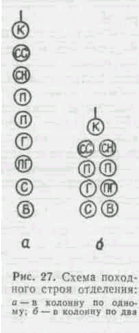 К
СС
СН
П
П
Г
ПГ
С
В
К
СС СН
П П
Г ПГ
С В
а
б
Рис. 27. Схема поход-
ного строя отделения:
а — в колонну по одно-
му; б — в колонну по два